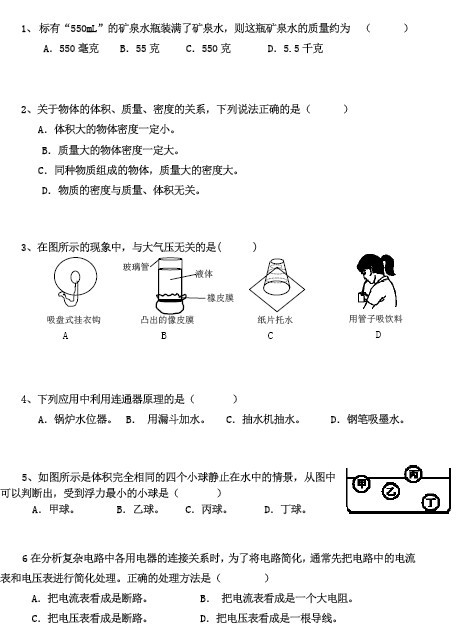 1、 标有“550mL”的矿泉水瓶装满了矿泉水，则这瓶矿泉水的质量约为 （ ）
A．550 毫克 B．55 克 C．550 克 D．5.5 千克
2、关于物体的体积、质量、密度的关系，下列说法正确的是（ ）
A．体积大的物体密度一定小。
B．质量大的物体密度一定大。
C．同种物质组成的物体，质量大的密度大。
D．物质的密度与质量、体积无关。
3、在图所示的现象中，与大气压无关的是( )
玻璃管
液体
橡皮膜
吸盘式挂衣钩 凸出的像皮膜 纸片托水 用管子吸饮料
A B C D
4、下列应用中利用连通器原理的是（ ）
A．锅炉水位器。 B． 用漏斗加水。 C．抽水机抽水。 D．钢笔吸墨水。
5、如图所示是体积完全相同的四个小球静止在水中的情景，从图中
可以判断出，受到浮力最小的小球是（ ）
A．甲球。 B．乙球。 C．丙球。 D．丁球。
甲 乙 丙 丁
6 在分析复杂电路中各用电器的连接关系时，为了将电路简化，通常先把电路中的电流
表和电压表进行简化处理。正确的处理方法是（ ）
A．把电流表看成是断路。 B． 把电流表看成是一个大电阻。
C．把电压表看成是断路。 D．把电压表看成是一根导线。